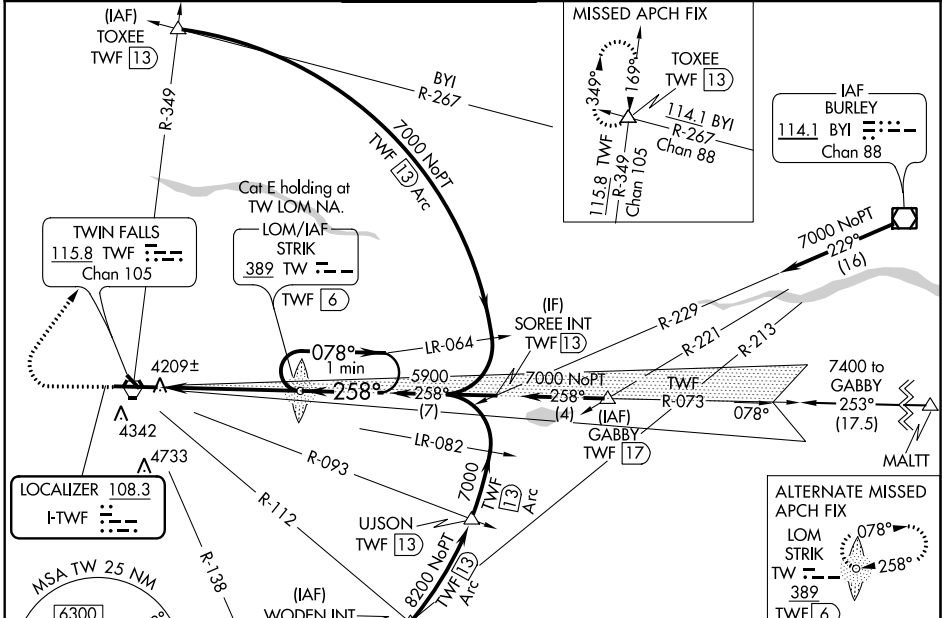 (IAF)
TOXEE
TWF 13
R-349
BYI
R-267
7000 NoPT
TWF 13 Arc
MISSED APCH FIX
349°
169°
TOXEE
TWF 13
114.1 BYI
R-267
Chan 88
115.8 TWF
R-349
Chan 105
IAF
BURLEY
114.1 BYI
Chan 88
7000 NoPT
229°
(16)
Cat E holding at
TW LOM NA.
LOM/IAF
STRIK
389 TW
TWF 6
TWIN FALLS
115.8 TWF
Chan 105
(IF)
SOREE INT
TWF 13
R-229
R-221
R-213
078°
1 min
LR-064
4209±
258°
5900
258°
(7)
7000 NoPT
258°
(4)
TWF
R-073
078°
7400 to
GABBY
253°
(17.5)
MALTT
(IAF)
GABBY
TWF 17
4342
4733
LR-082
R-093
R-112
R-138
LOCALIZER 108.3
I-TWF
7000
TWF 13 Arc
UJSON
TWF 13
8200 NoPT
TWF 13 Arc
ALTERNATE MISSED
APCH FIX
LOM
STRIK
TW
389
TWF 6
078°
258°
MSA TW 25 NM
6300
(IAF)
WODEN INT